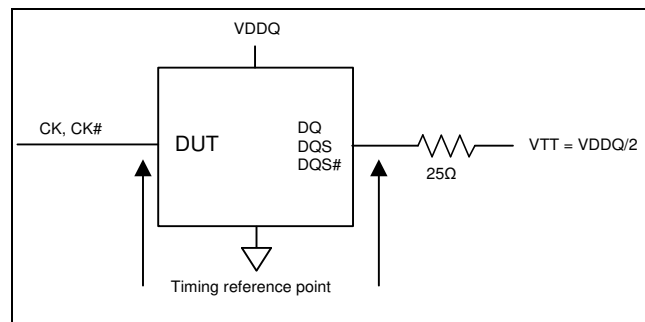 VDDQ
CK, CK#
DUT
DQ
DQS
DQS#
VTT = VDDQ/2
25Ω
Timing reference point